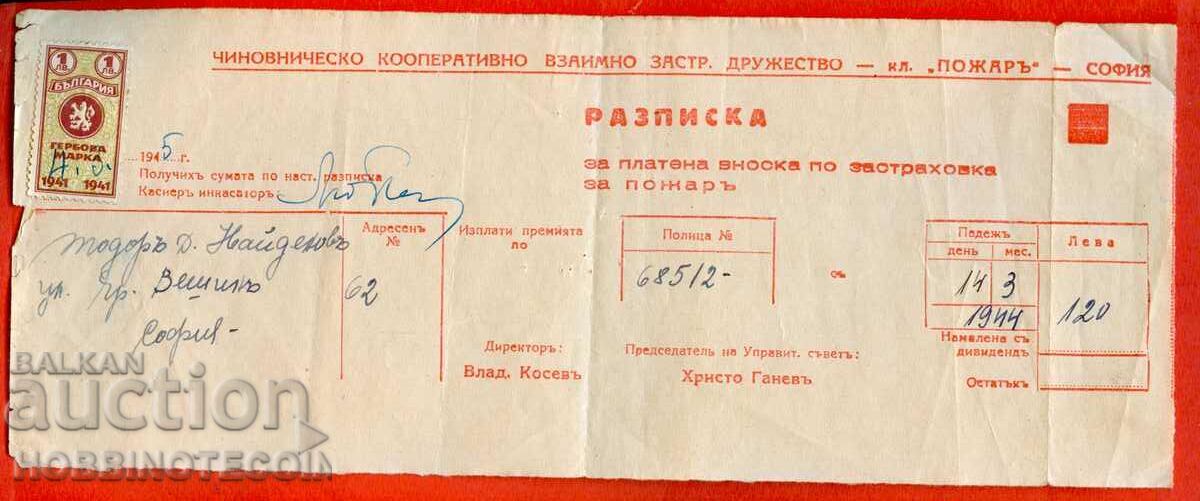 ЧИНОВНИЧЕСКО КООПЕРАТИВНО ВЗАИМНО ЗАСТР. ДРУЖЕСТВО — кл. „ПОЖАРЪ“ — СОФИЯ
1 ЛВ. 1 ЛВ.
БЪЛГАРИЯ
ГЕРБОВА
МАРКА
1941 1941
РАЗПИСКА
за платена вноска по застраховка
за пожаръ
1945 г.
Получихъ сумата по наст. разписка
Касиеръ инкасаторъ:
Адресенъ
№
Изплати премията
до
Полица №
Падежъ
день мес.
Лева
Тодоръ Д. Найденовъ
ул. Гр.
София -
62
68512-
съ
14 3
1944
120
Намалена съ
дивидендъ
Остатъкъ
Директоръ:
Влад. Косевъ
Председатель на Управит. съветъ:
Христо Ганевъ
BALKAN
auction
HOBBINOTECOIN